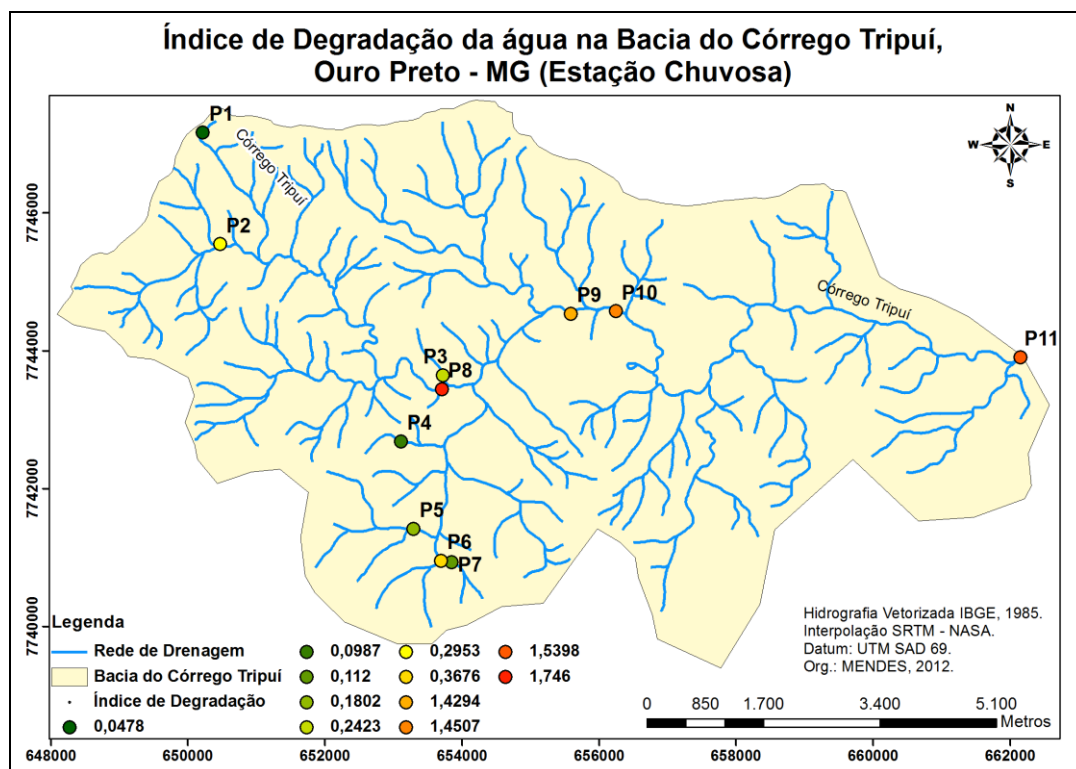 Índice de Degradação da água na Bacia do Córrego Tripuí,
Ouro Preto - MG (Estação Chuvosa)
N
W E
S
P1
Córrego Tripuí
P2
P9
P10
Córrego Tripuí
P11
P3
P8
P4
P5
P6
P7
7746000
7744000
7742000
7740000
Legenda
Rede de Drenagem
Bacia do Córrego Tripuí
Índice de Degradação
0,0478
0,0987
0,112
0,1802
0,2423
0,2953
0,3676
1,4294
1,4507
1,5398
1,746
Hidrografia Vetorizada IBGE, 1985.
Interpolação SRTM - NASA.
Datum: UTM SAD 69.
Org.: MENDES, 2012.
0 850 1.700 3.400 5.100
Metros
648000 650000 652000 654000 656000 658000 660000 662000